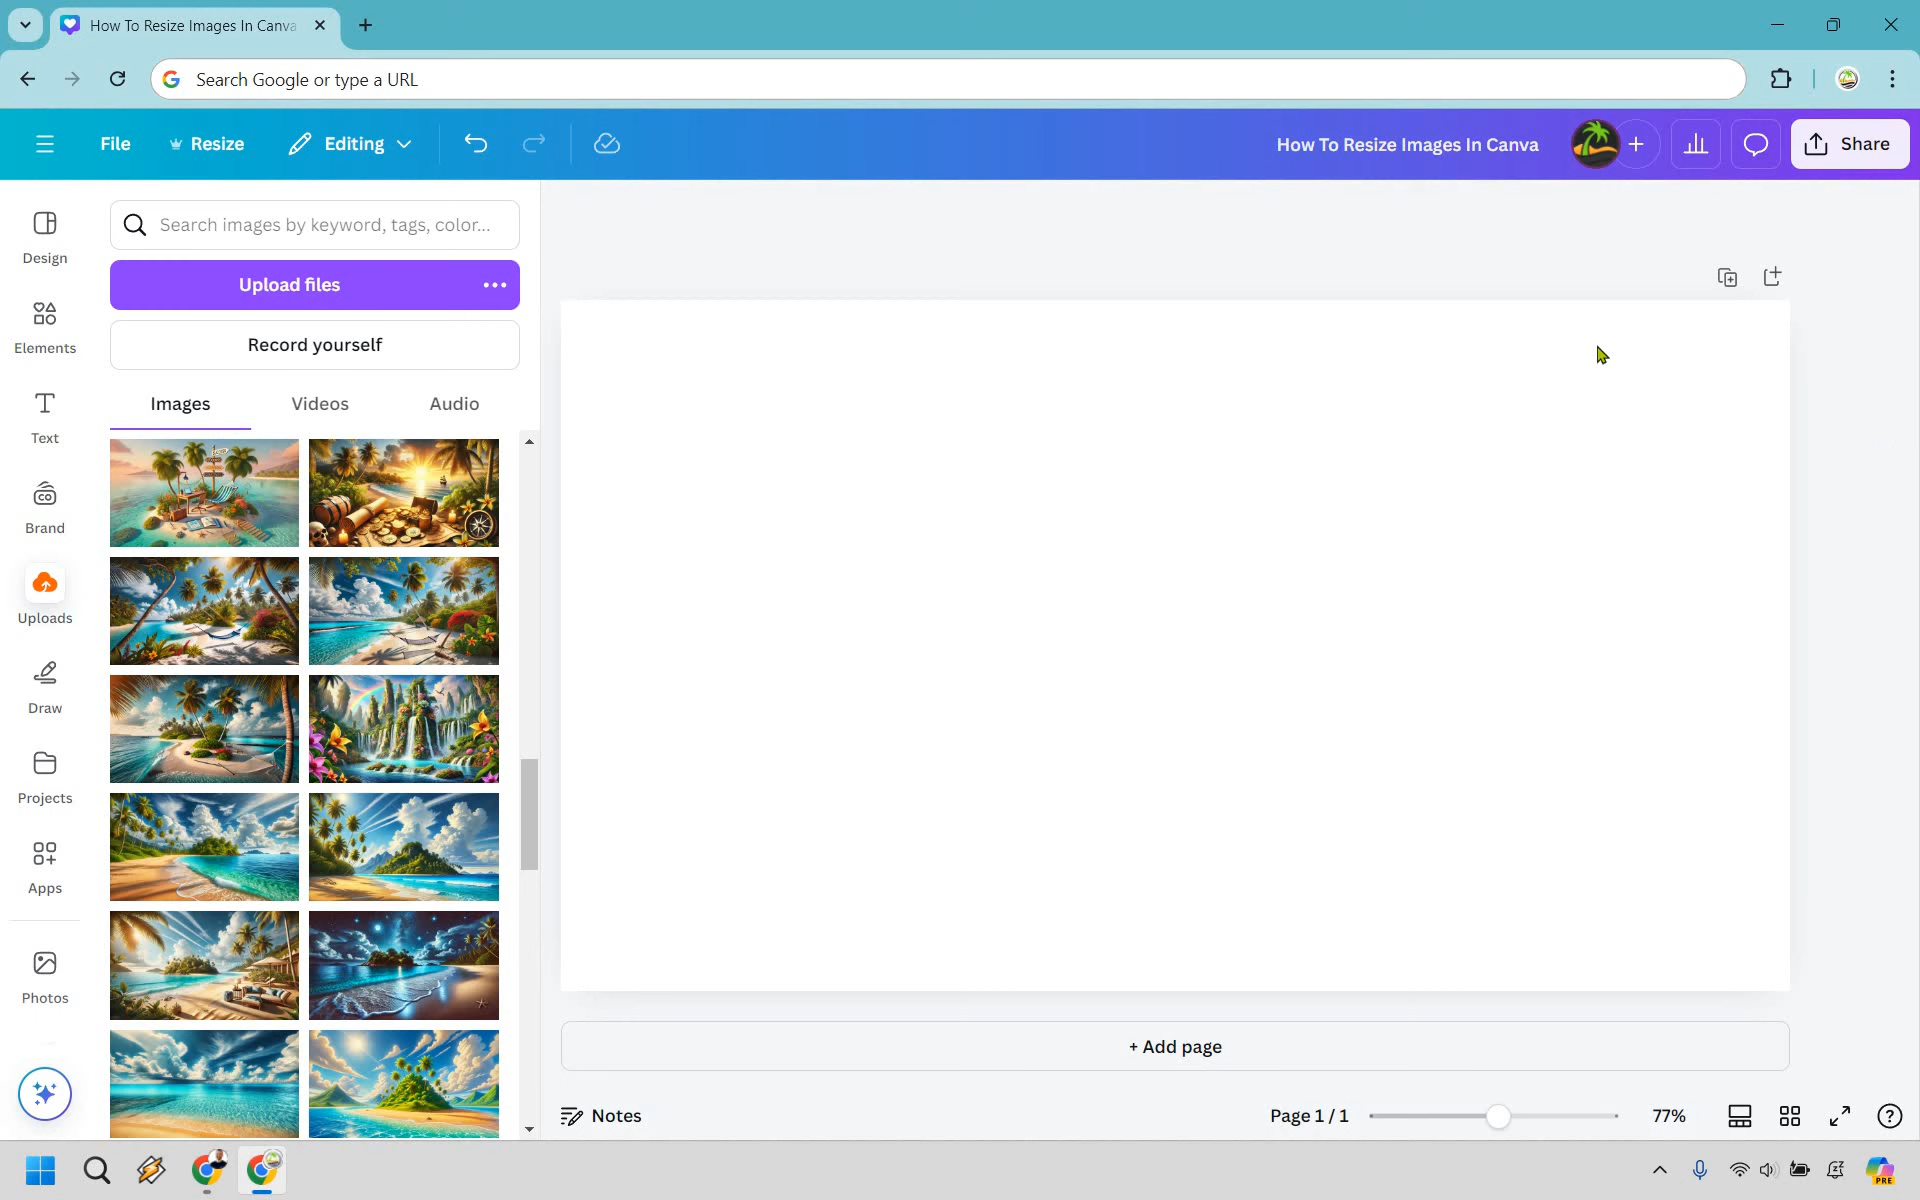 How To Resize Images In Canva
Search Google or type a URL
File
Resize
Editing
How To Resize Images In Canva
Share
Design
Elements
Text
Brand
Uploads
Draw
Projects
Apps
Photos
Search images by keyword, tags, color...
Upload files
Record yourself
Images
Videos
Audio
+ Add page
Notes
Page 1 / 1
77%
PRE